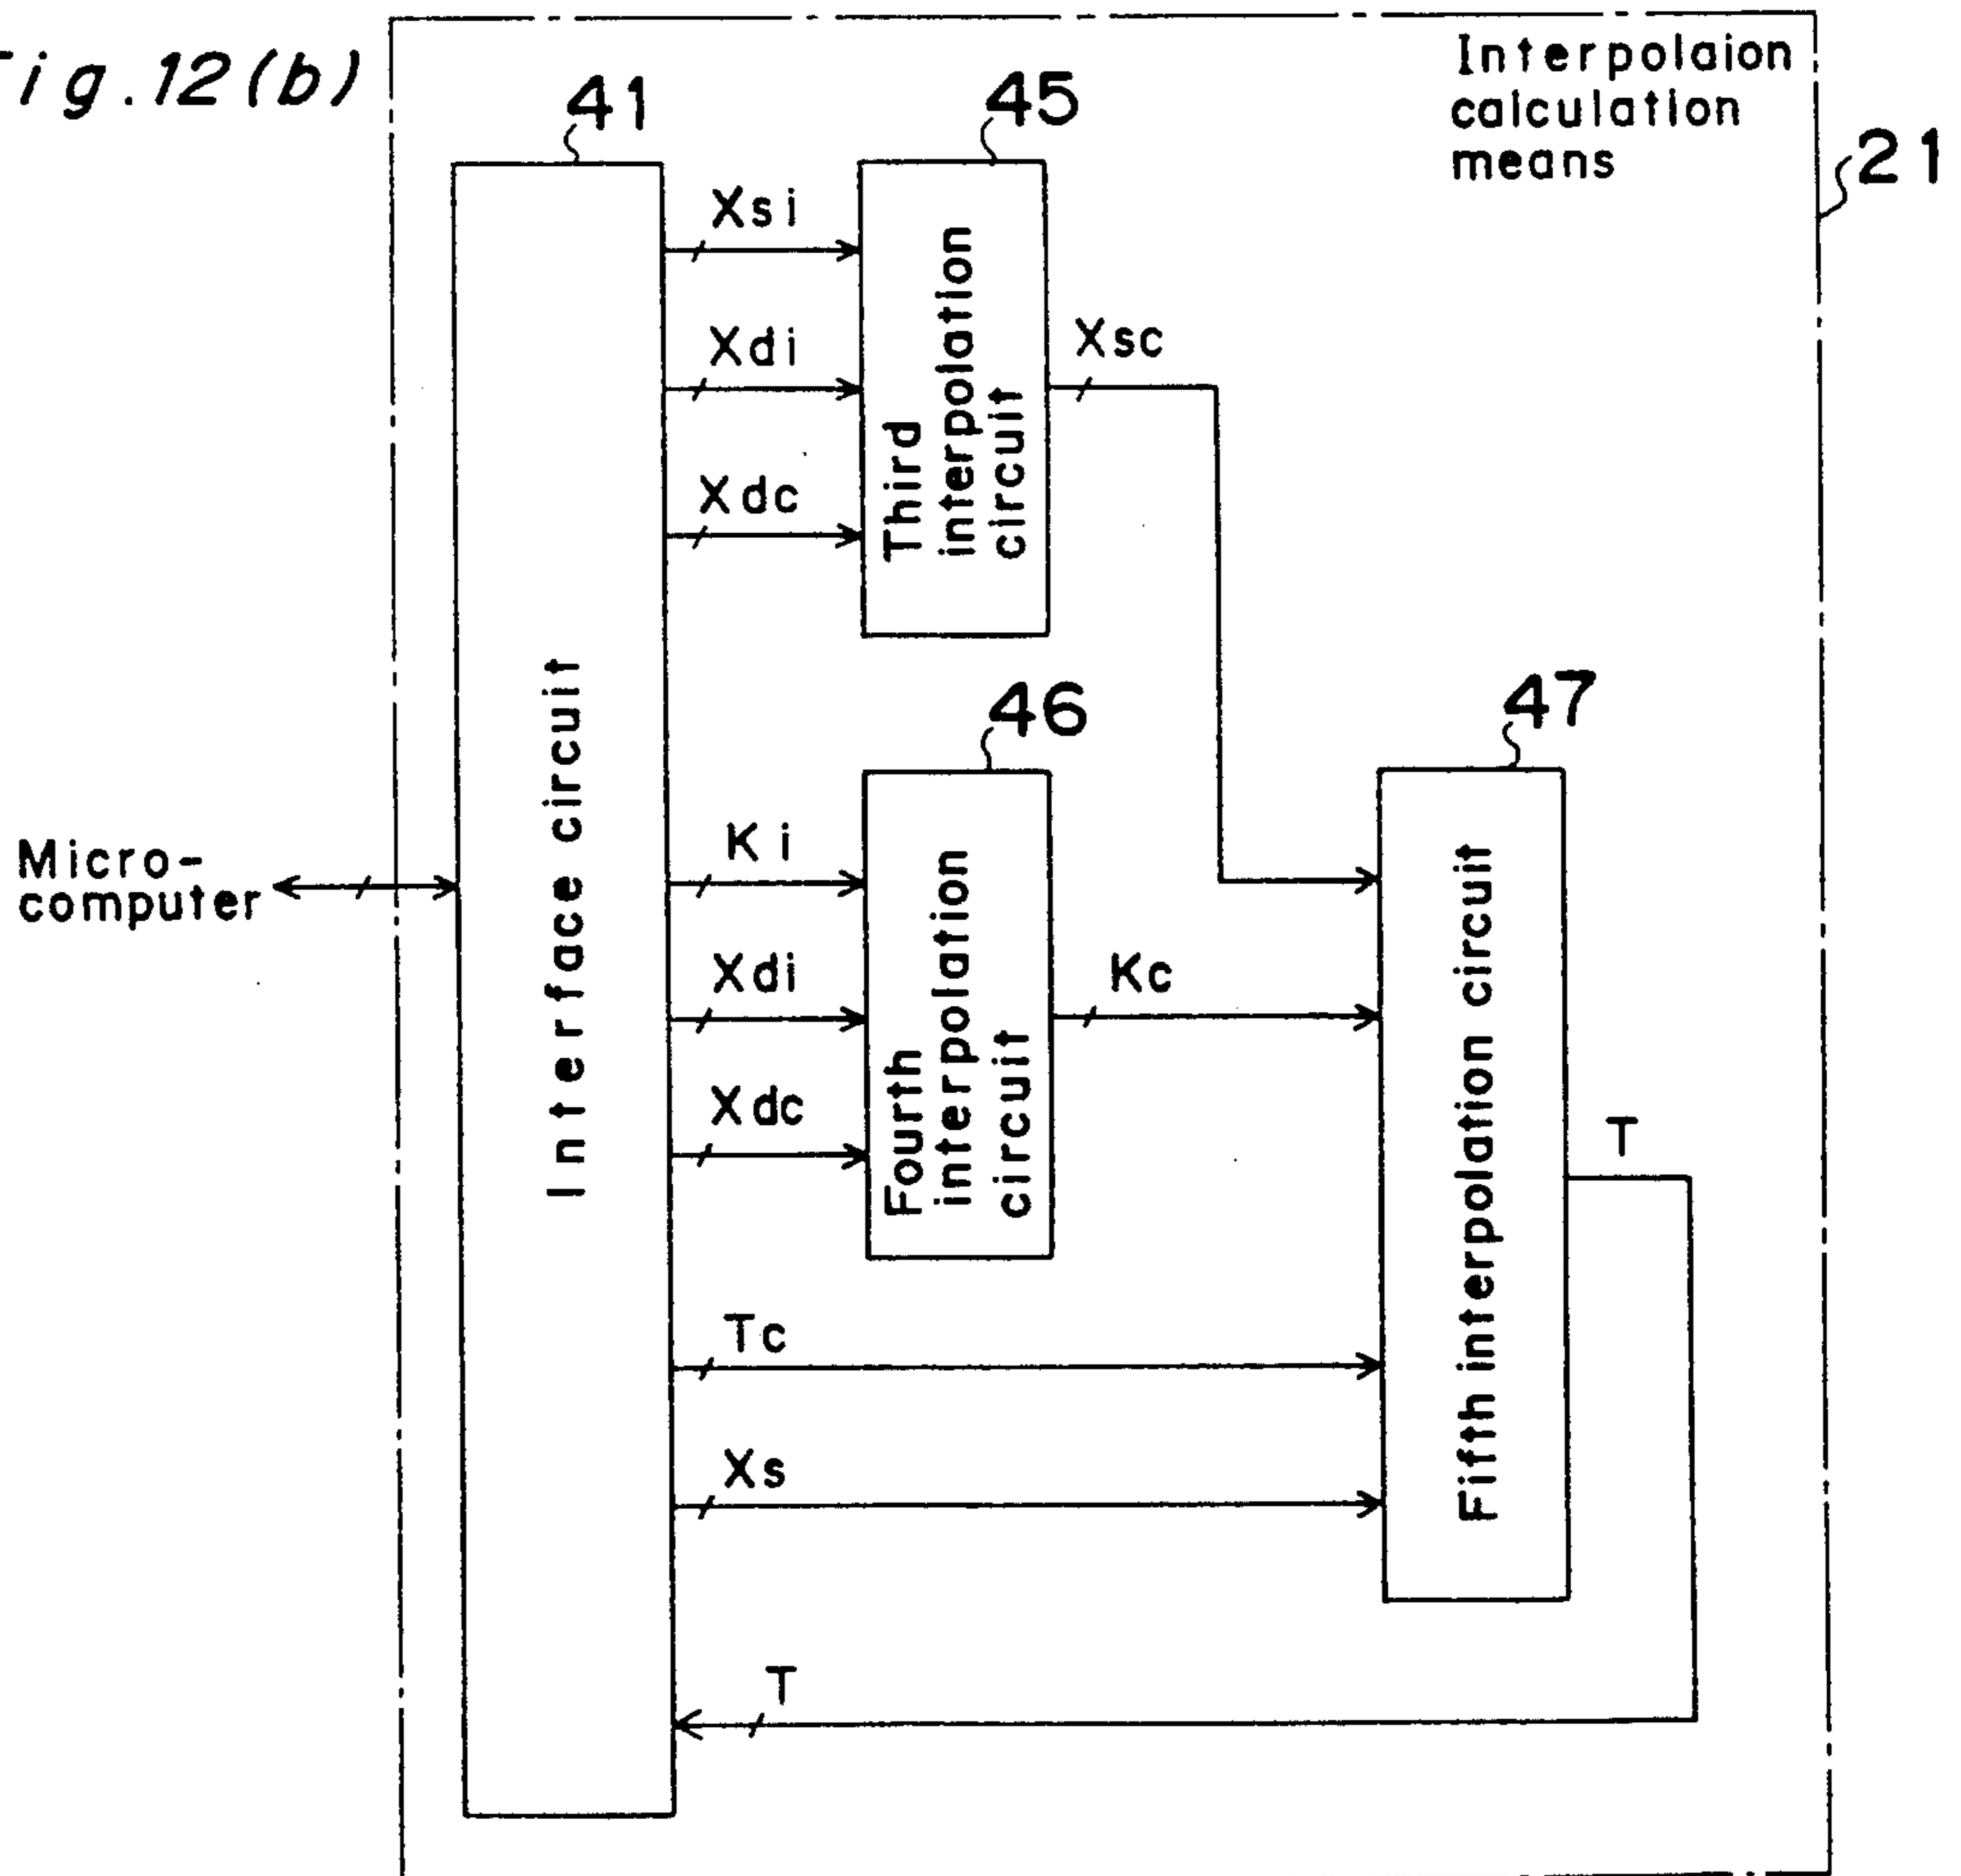 Fig.12(b)
Interpolaion
calculation
means
21
41
45
Xsi
Xdi
Xdc
Third
interpolation
circuit
Xsc
Interface circuit
46
47
Micro-
computer
Ki
Xdi
Xdc
Fourth
interpolation
circuit
Kc
Fifth interpolation circuit
T
Tc
Xs
T